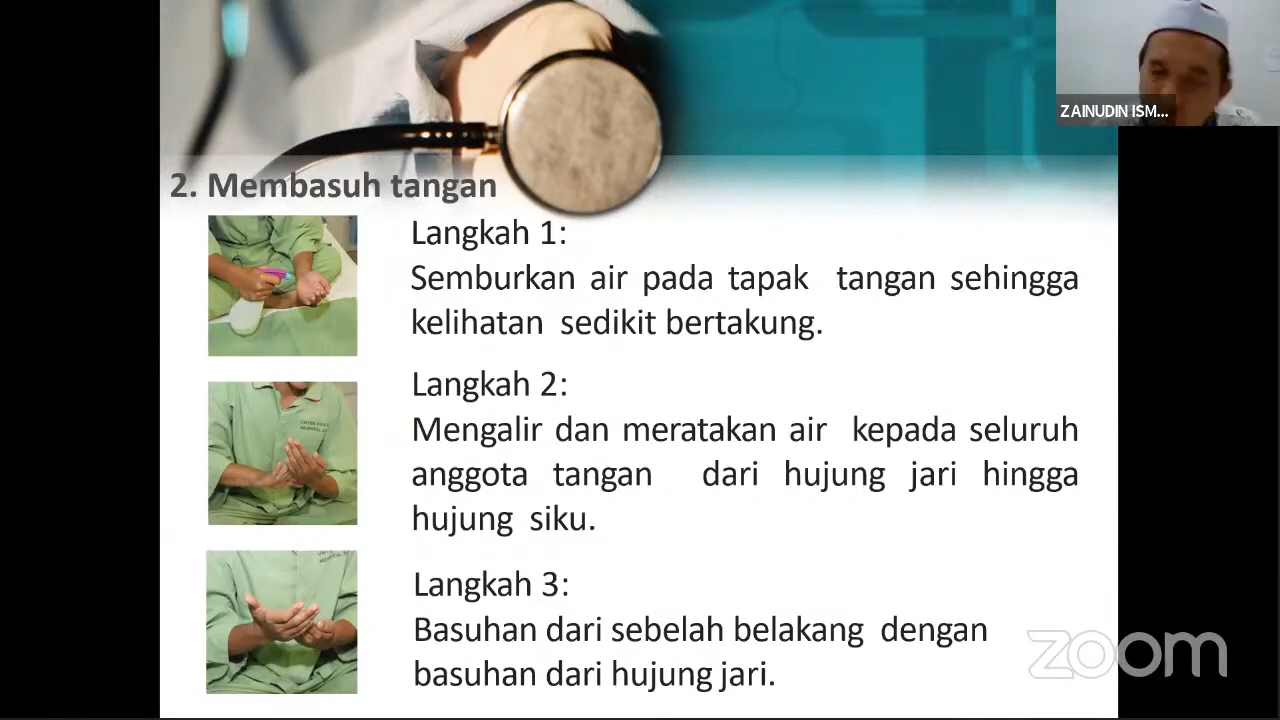 ZAINUDIN ISM...
2. Membasuh tangan
Langkah 1:
Semburkan air pada tapak tangan sehingga
kelihatan sedikit bertakung.
Langkah 2:
Mengalir dan meratakan air kepada seluruh
anggota tangan dari hujung jari hingga
hujung siku.
Langkah 3:
Basuhan dari sebelah belakang dengan
basuhan dari hujung jari.
zoom